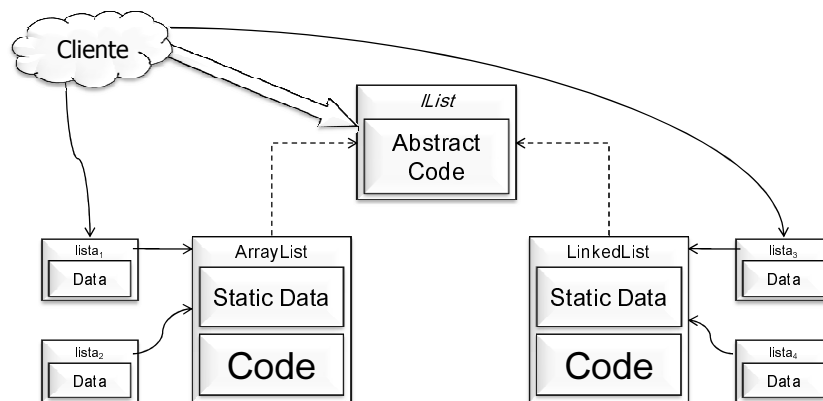 Cliente
IList
Abstract
Code
lista₁
Data
ArrayList
Static Data
Code
lista₂
Data
LinkedList
Static Data
Code
lista₃
Data
lista₄
Data